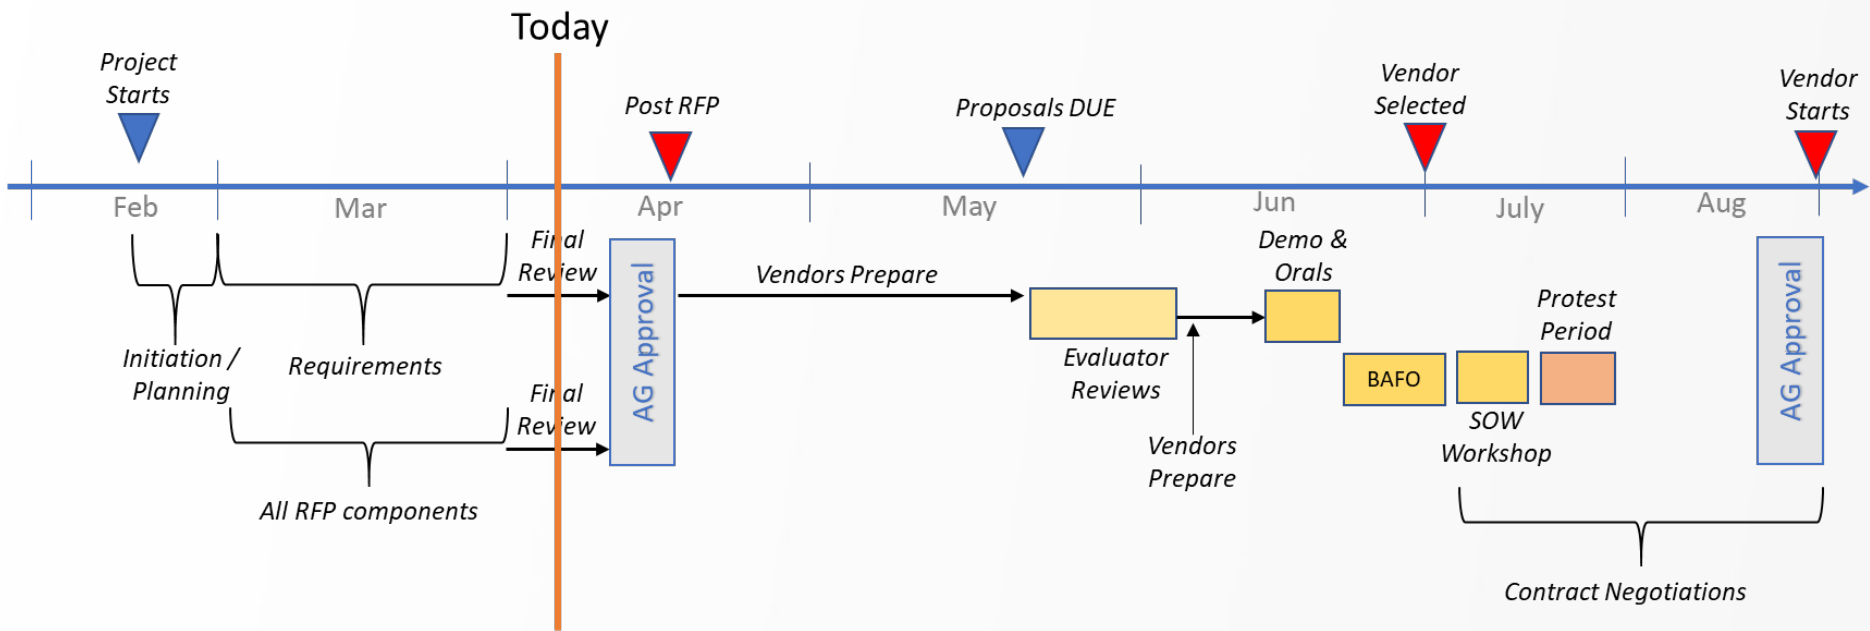 Today
Project
Starts
Post RFP
Proposals DUE
Vendor
Selected
Vendor
Starts
Feb
Mar
Apr
May
Jun
July
Aug
Final
Review
AG Approval
Vendors Prepare
Demo &
Orals
Protest
Period
AG Approval
Initiation /
Planning
Requirements
Evaluator
Reviews
BAFO
Final
Review
SOW
Workshop
Vendors
Prepare
All RFP components
Contract Negotiations